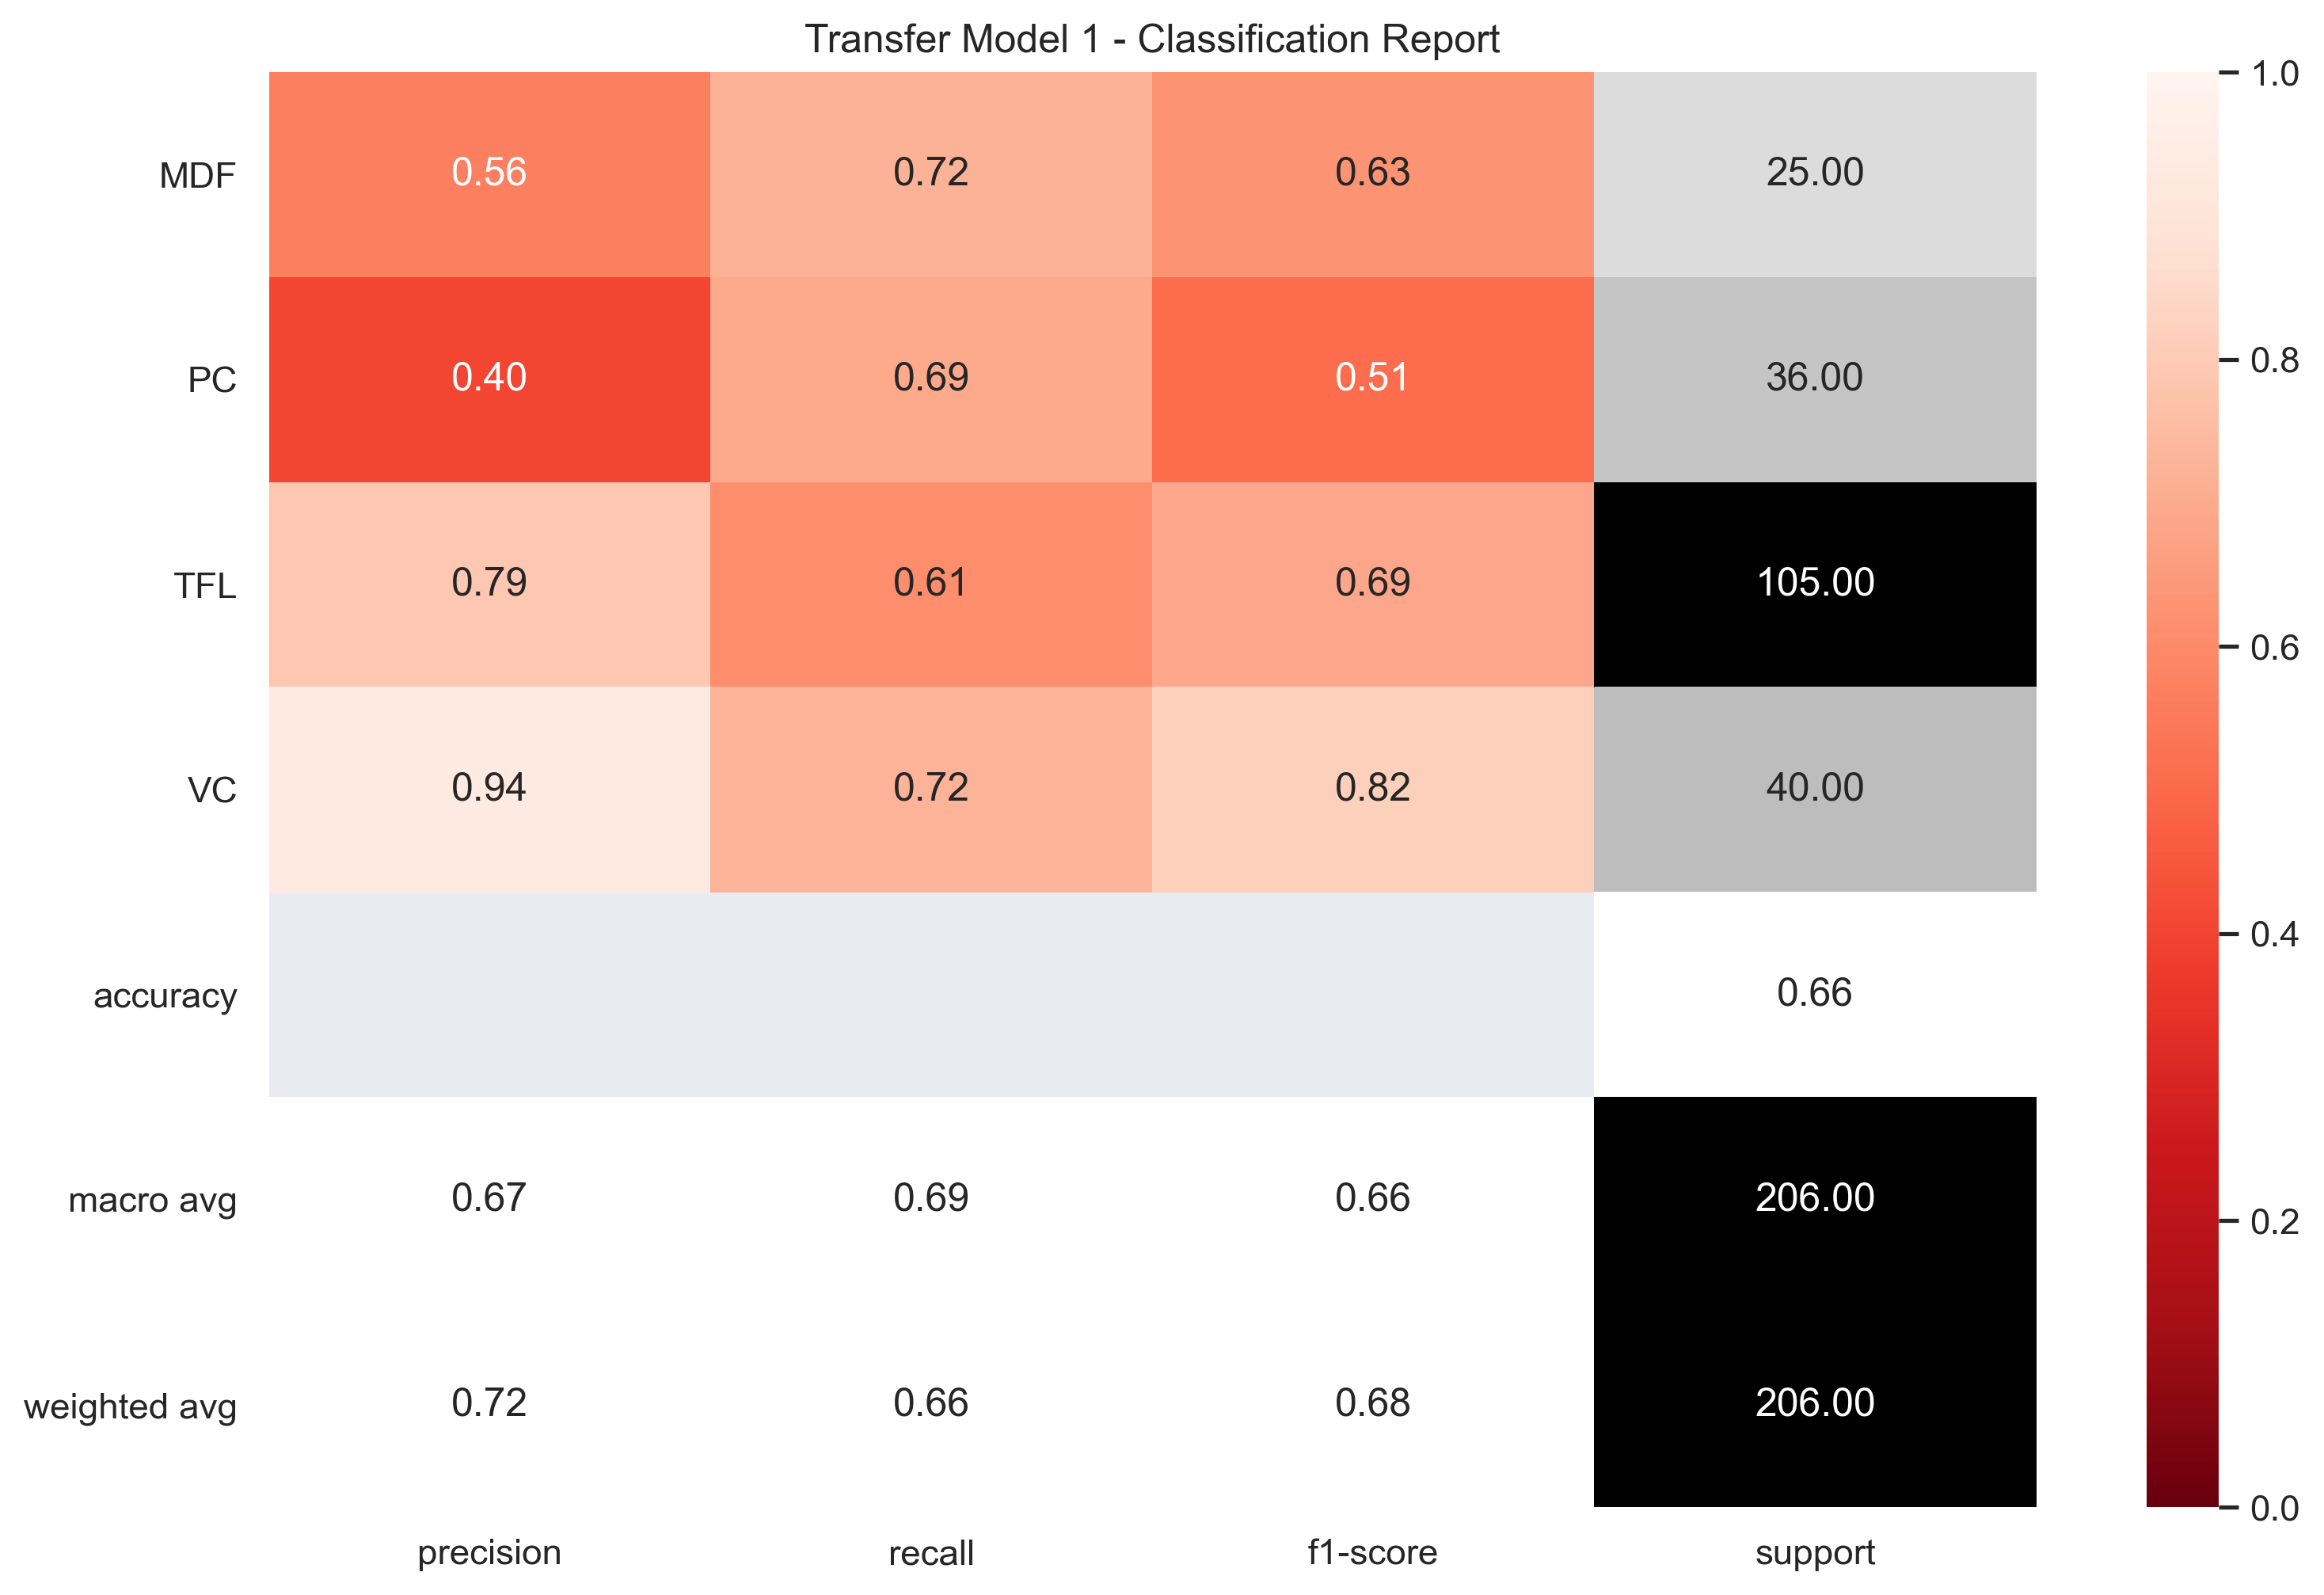 Transfer Model 1 - Classification Report
MDF 0.56 0.72 0.63 25.00
PC 0.40 0.69 0.51 36.00
TFL 0.79 0.61 0.69 105.00
VC 0.94 0.72 0.82 40.00
accuracy 0.66
macro avg 0.67 0.69 0.66 206.00
weighted avg 0.72 0.66 0.68 206.00
precision recall f1-score support
1.0
0.8
0.6
0.4
0.2
0.0